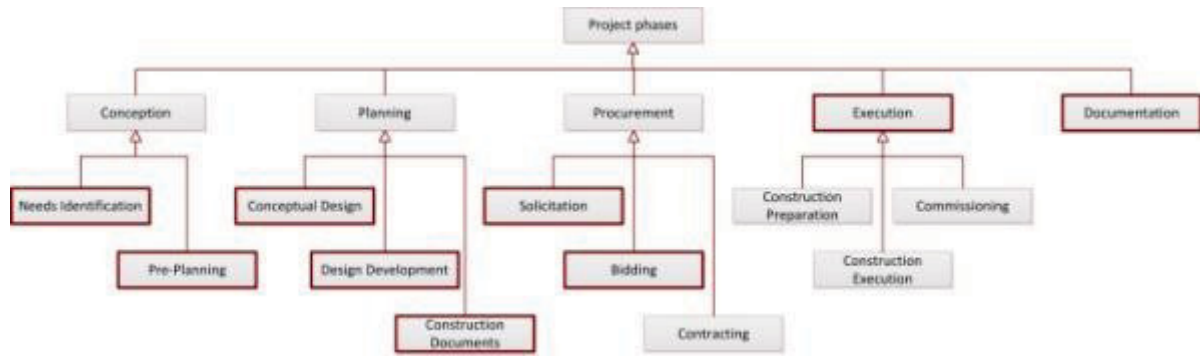 Project phases
Conception
Planning
Procurement
Execution
Documentation
Needs Identification
Conceptual Design
Solicitation
Construction
Preparation
Commissioning
Pre-Planning
Design Development
Bidding
Construction
Execution
Construction
Documents
Contracting